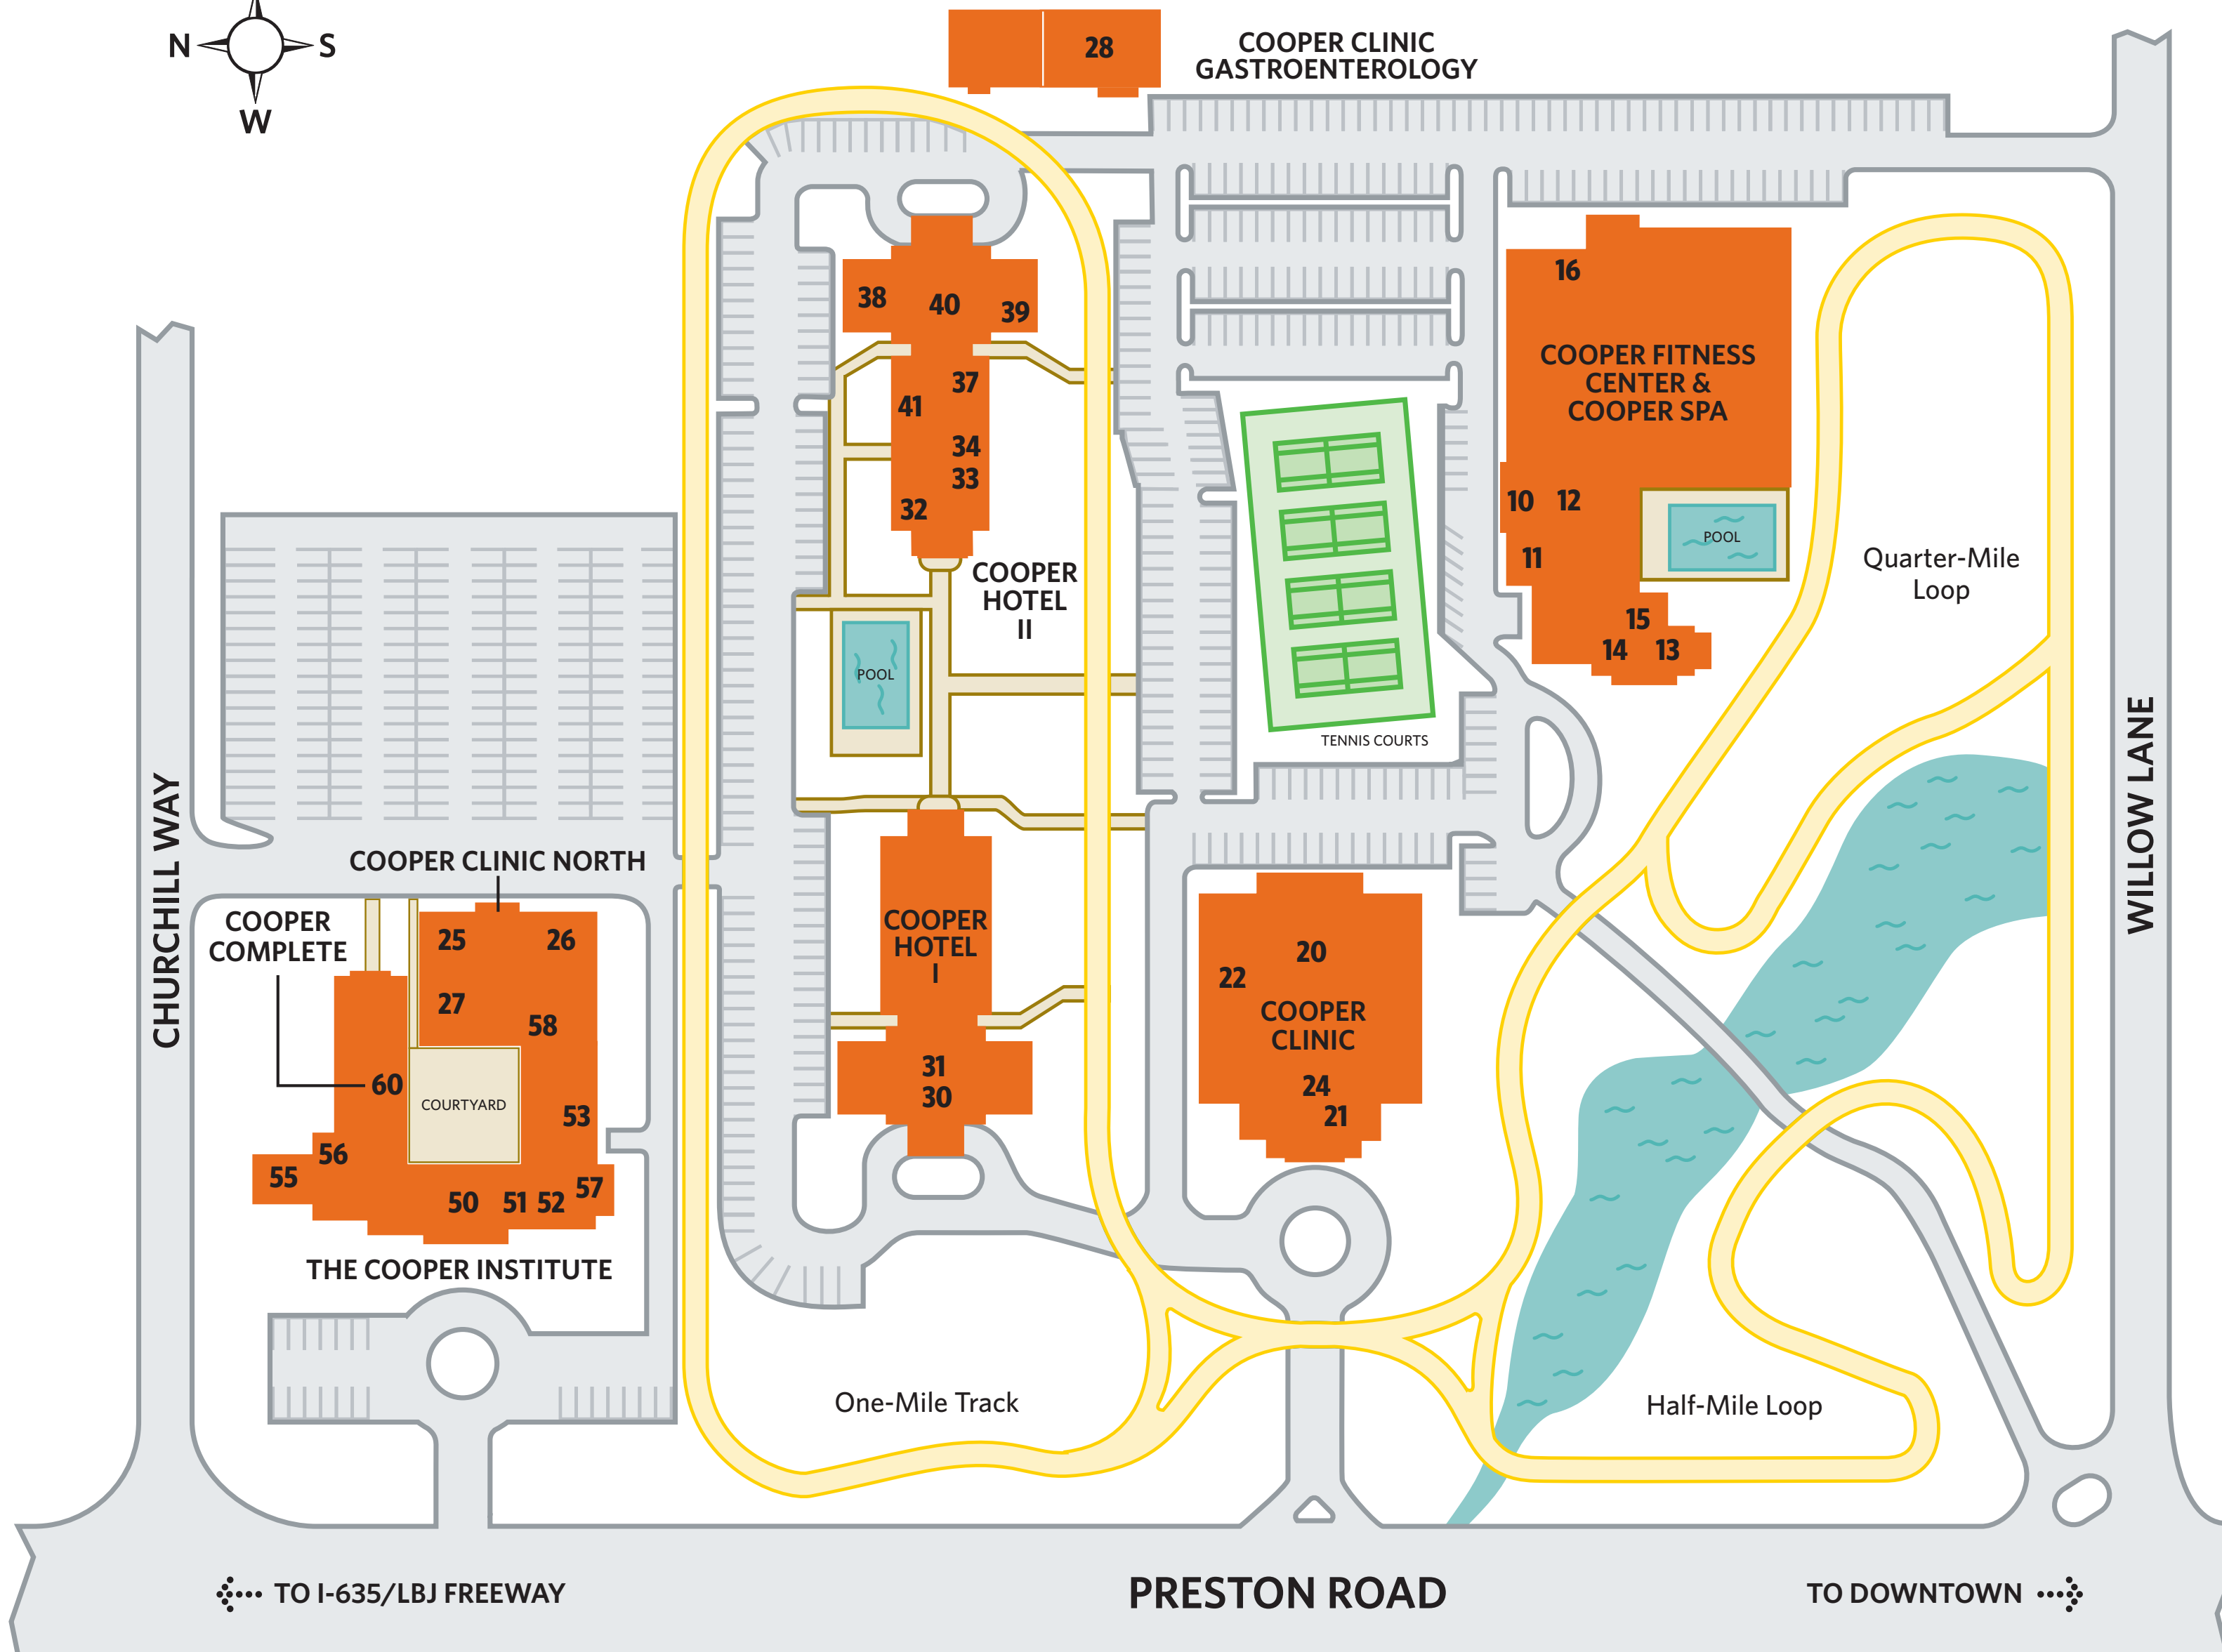 N
S
W
28
COOPER CLINIC
GASTROENTEROLOGY
38
40
39
37
41
34
33
32
COOPER
HOTEL
II
POOL
16
COOPER FITNESS
CENTER &
COOPER SPA
10
12
11
POOL
15
14
13
Quarter-Mile
Loop
TENNIS COURTS
CHURCHILL WAY
WILLOW LANE
COOPER CLINIC NORTH
COOPER
COMPLETE
25
26
27
58
60
COURTYARD
53
56
55
57
50
51
52
THE COOPER INSTITUTE
COOPER
HOTEL
I
31
30
20
22
COOPER
CLINIC
24
21
One-Mile Track
Half-Mile Loop
TO I-635/LBJ FREEWAY
PRESTON ROAD
TO DOWNTOWN